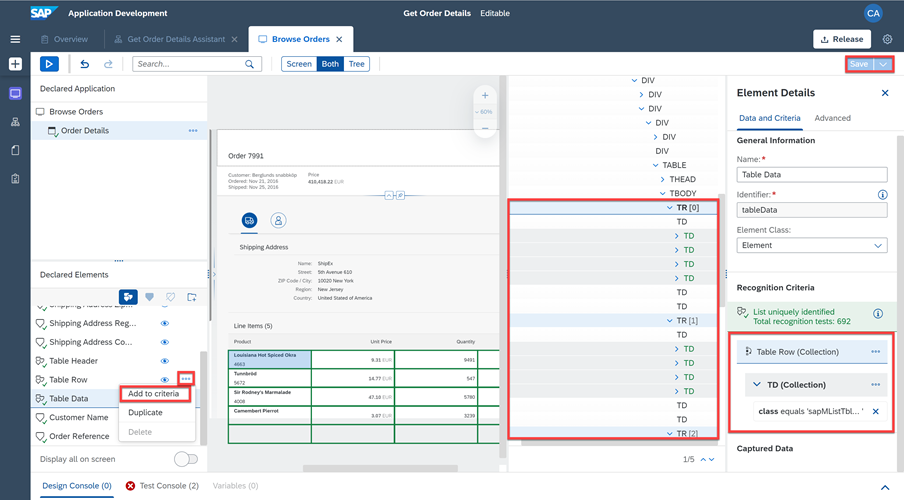 SAP Application Development
Get Order Details Editable
CA
Overview
Get Order Details Assistant
Browse Orders
Release
Search...
Screen Both Tree
Save
Declared Application
Browse Orders
Order Details
Declared Elements
Shipping Address Reg...
Shipping Address Co...
Table Header
Table Row
Table Data
Customer Name
Order Reference
Add to criteria
Duplicate
Delete
Display all on screen
60%
Order 7991
Customer: Berglunds snabbköp
Ordered: Nov 21, 2016
Shipped: Nov 25, 2016
Price
410,418.22 EUR
Shipping Address
Name: ShipEx
Street: 5th Avenue 610
ZIP Code / City: 10020 New York
Region: New Jersey
Country: United Stated of America
Line Items (5)
Product Unit Price Quantity
Louisiana Hot Spiced Okra
4663
9.31 EUR 9491
Tunnbröd
5672
14.77 EUR 547
Sir Rodney's Marmalade
4008
47.10 EUR 5780
Camembert Pierrot
3.07 EUR 3239
DIV
DIV
DIV
DIV
DIV
DIV
TABLE
THEAD
TBODY
TR [0]
TD
TD
TD
TD
TD
TD
TD
TR [1]
TD
TD
TD
TD
TD
TD
TD
TR [2]
1/5
Element Details
Data and Criteria
Advanced
General Information
Name: *
Table Data
Identifier: *
tableData
Element Class:
Element
Recognition Criteria
List uniquely identified
Total recognition tests: 692
Table Row (Collection)
TD (Collection)
class equals 'sapMListTbl... '
Captured Data
Design Console (0)
Test Console (2)
Variables (0)